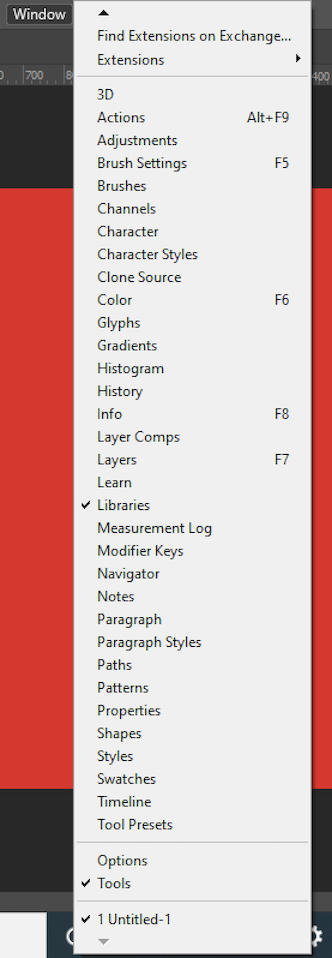 Window
Find Extensions on Exchange...
Extensions
700
400
3D
Actions Alt+F9
Adjustments
Brush Settings F5
Brushes
Channels
Character
Character Styles
Clone Source
Color F6
Glyphs
Gradients
Histogram
History
Info F8
Layer Comps
Layers F7
Learn
Libraries
Measurement Log
Modifier Keys
Navigator
Notes
Paragraph
Paragraph Styles
Paths
Patterns
Properties
Shapes
Styles
Swatches
Timeline
Tool Presets
Options
Tools
1 Untitled-1